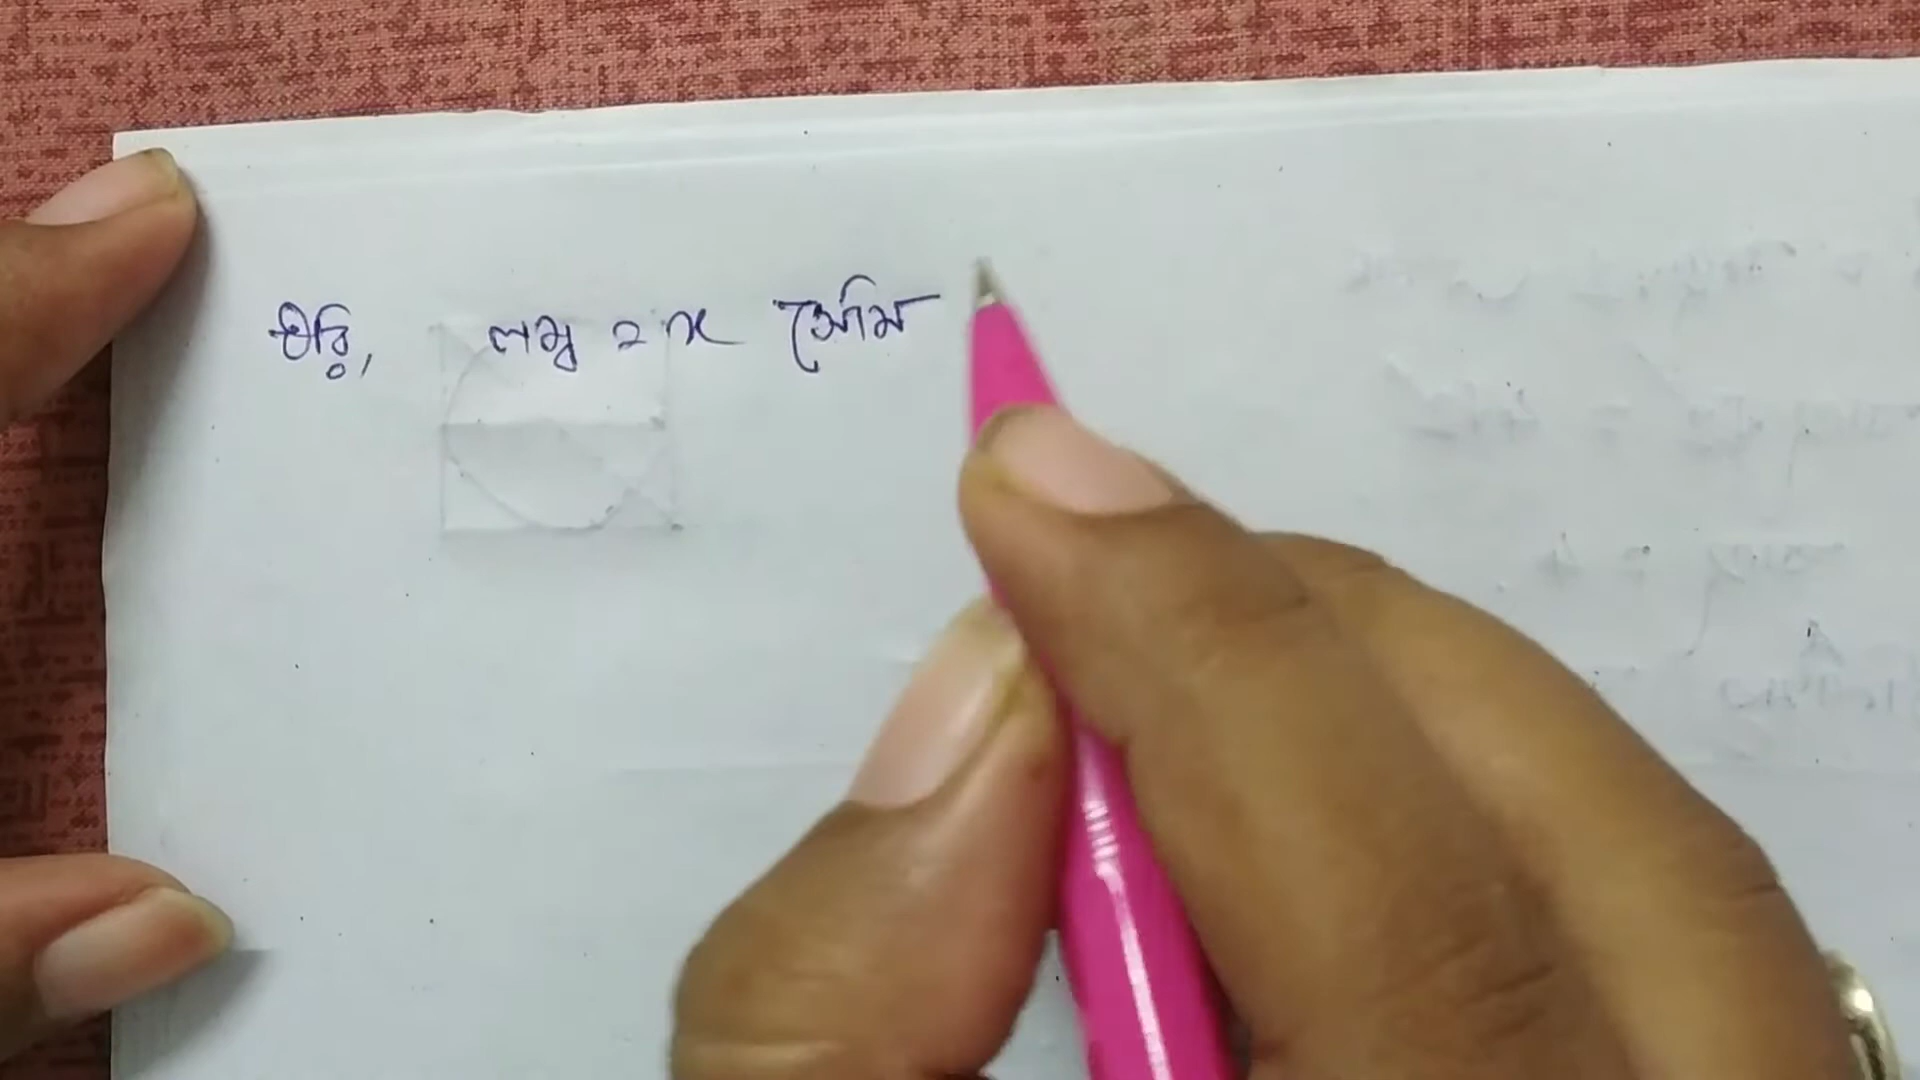 ধরি, লম্ব = x সেমি